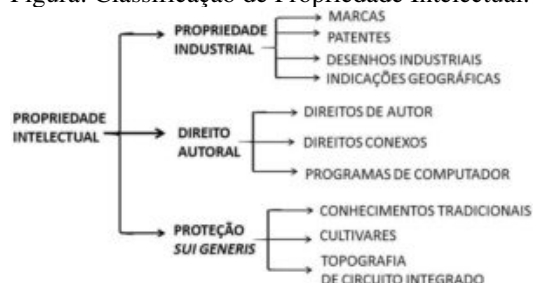 Figura: Classificação de Propriedade Intelectual.
PROPRIEDADE
INTELECTUAL
PROPRIEDADE
INDUSTRIAL
MARCAS
PATENTES
DESENHOS INDUSTRIAIS
INDICAÇÕES GEOGRÁFICAS
DIREITO
AUTORAL
DIREITOS DE AUTOR
DIREITOS CONEXOS
PROGRAMAS DE COMPUTADOR
PROTEÇÃO
SUI GENERIS
CONHECIMENTOS TRADICIONAIS
CULTIVARES
TOPOGRAFIA
DE CIRCUITO INTEGRADO